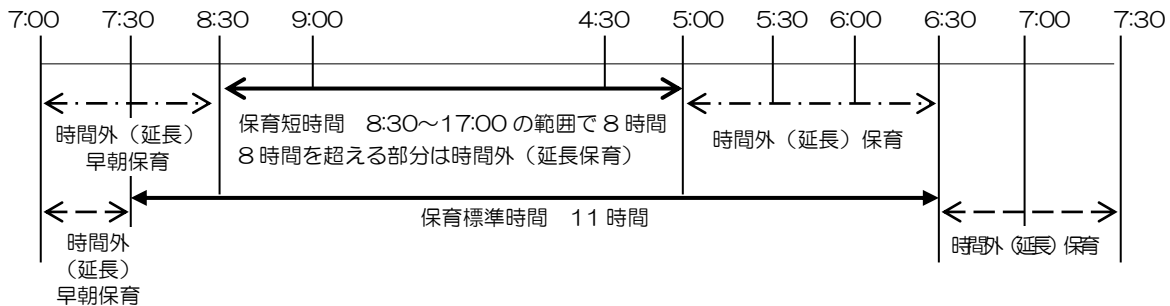 7:00 7:30 8:30 9:00 4:30 5:00 5:30 6:00 6:30 7:00 7:30
時間外（延長）
早朝保育
保育短時間 8:30～17:00の範囲で8時間
8時間を超える部分は時間外（延長保育）
時間外（延長）保育
保育標準時間 11時間
時間外
（延長）
早朝保育
時間外（延長）保育